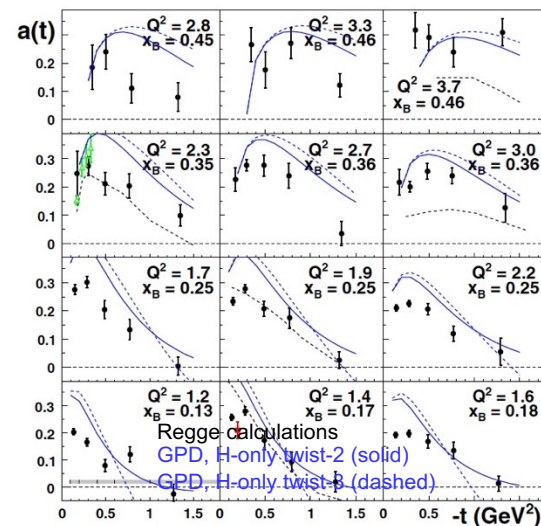 a(t)
Q² = 2.8
x_B = 0.45
Q² = 3.3
x_B = 0.46
Q² = 3.7
x_B = 0.46
0.3
0.2
0.1
0
Q² = 2.3
x_B = 0.35
Q² = 2.7
x_B = 0.36
Q² = 3.0
x_B = 0.36
0.3
0.2
0.1
0
Q² = 1.7
x_B = 0.25
Q² = 1.9
x_B = 0.25
Q² = 2.2
x_B = 0.25
0.3
0.2
0.1
0
Q² = 1.2
x_B = 0.13
Q² = 1.4
x_B = 0.17
Q² = 1.6
x_B = 0.18
0.3
0.2
0.1
0
Regge calculations
GPD, H-only twist-2 (solid)
GPD, H-only twist-3 (dashed)
0 0.5 1 0 0.5 1 0 0.5 1 1.5
-t (GeV²)